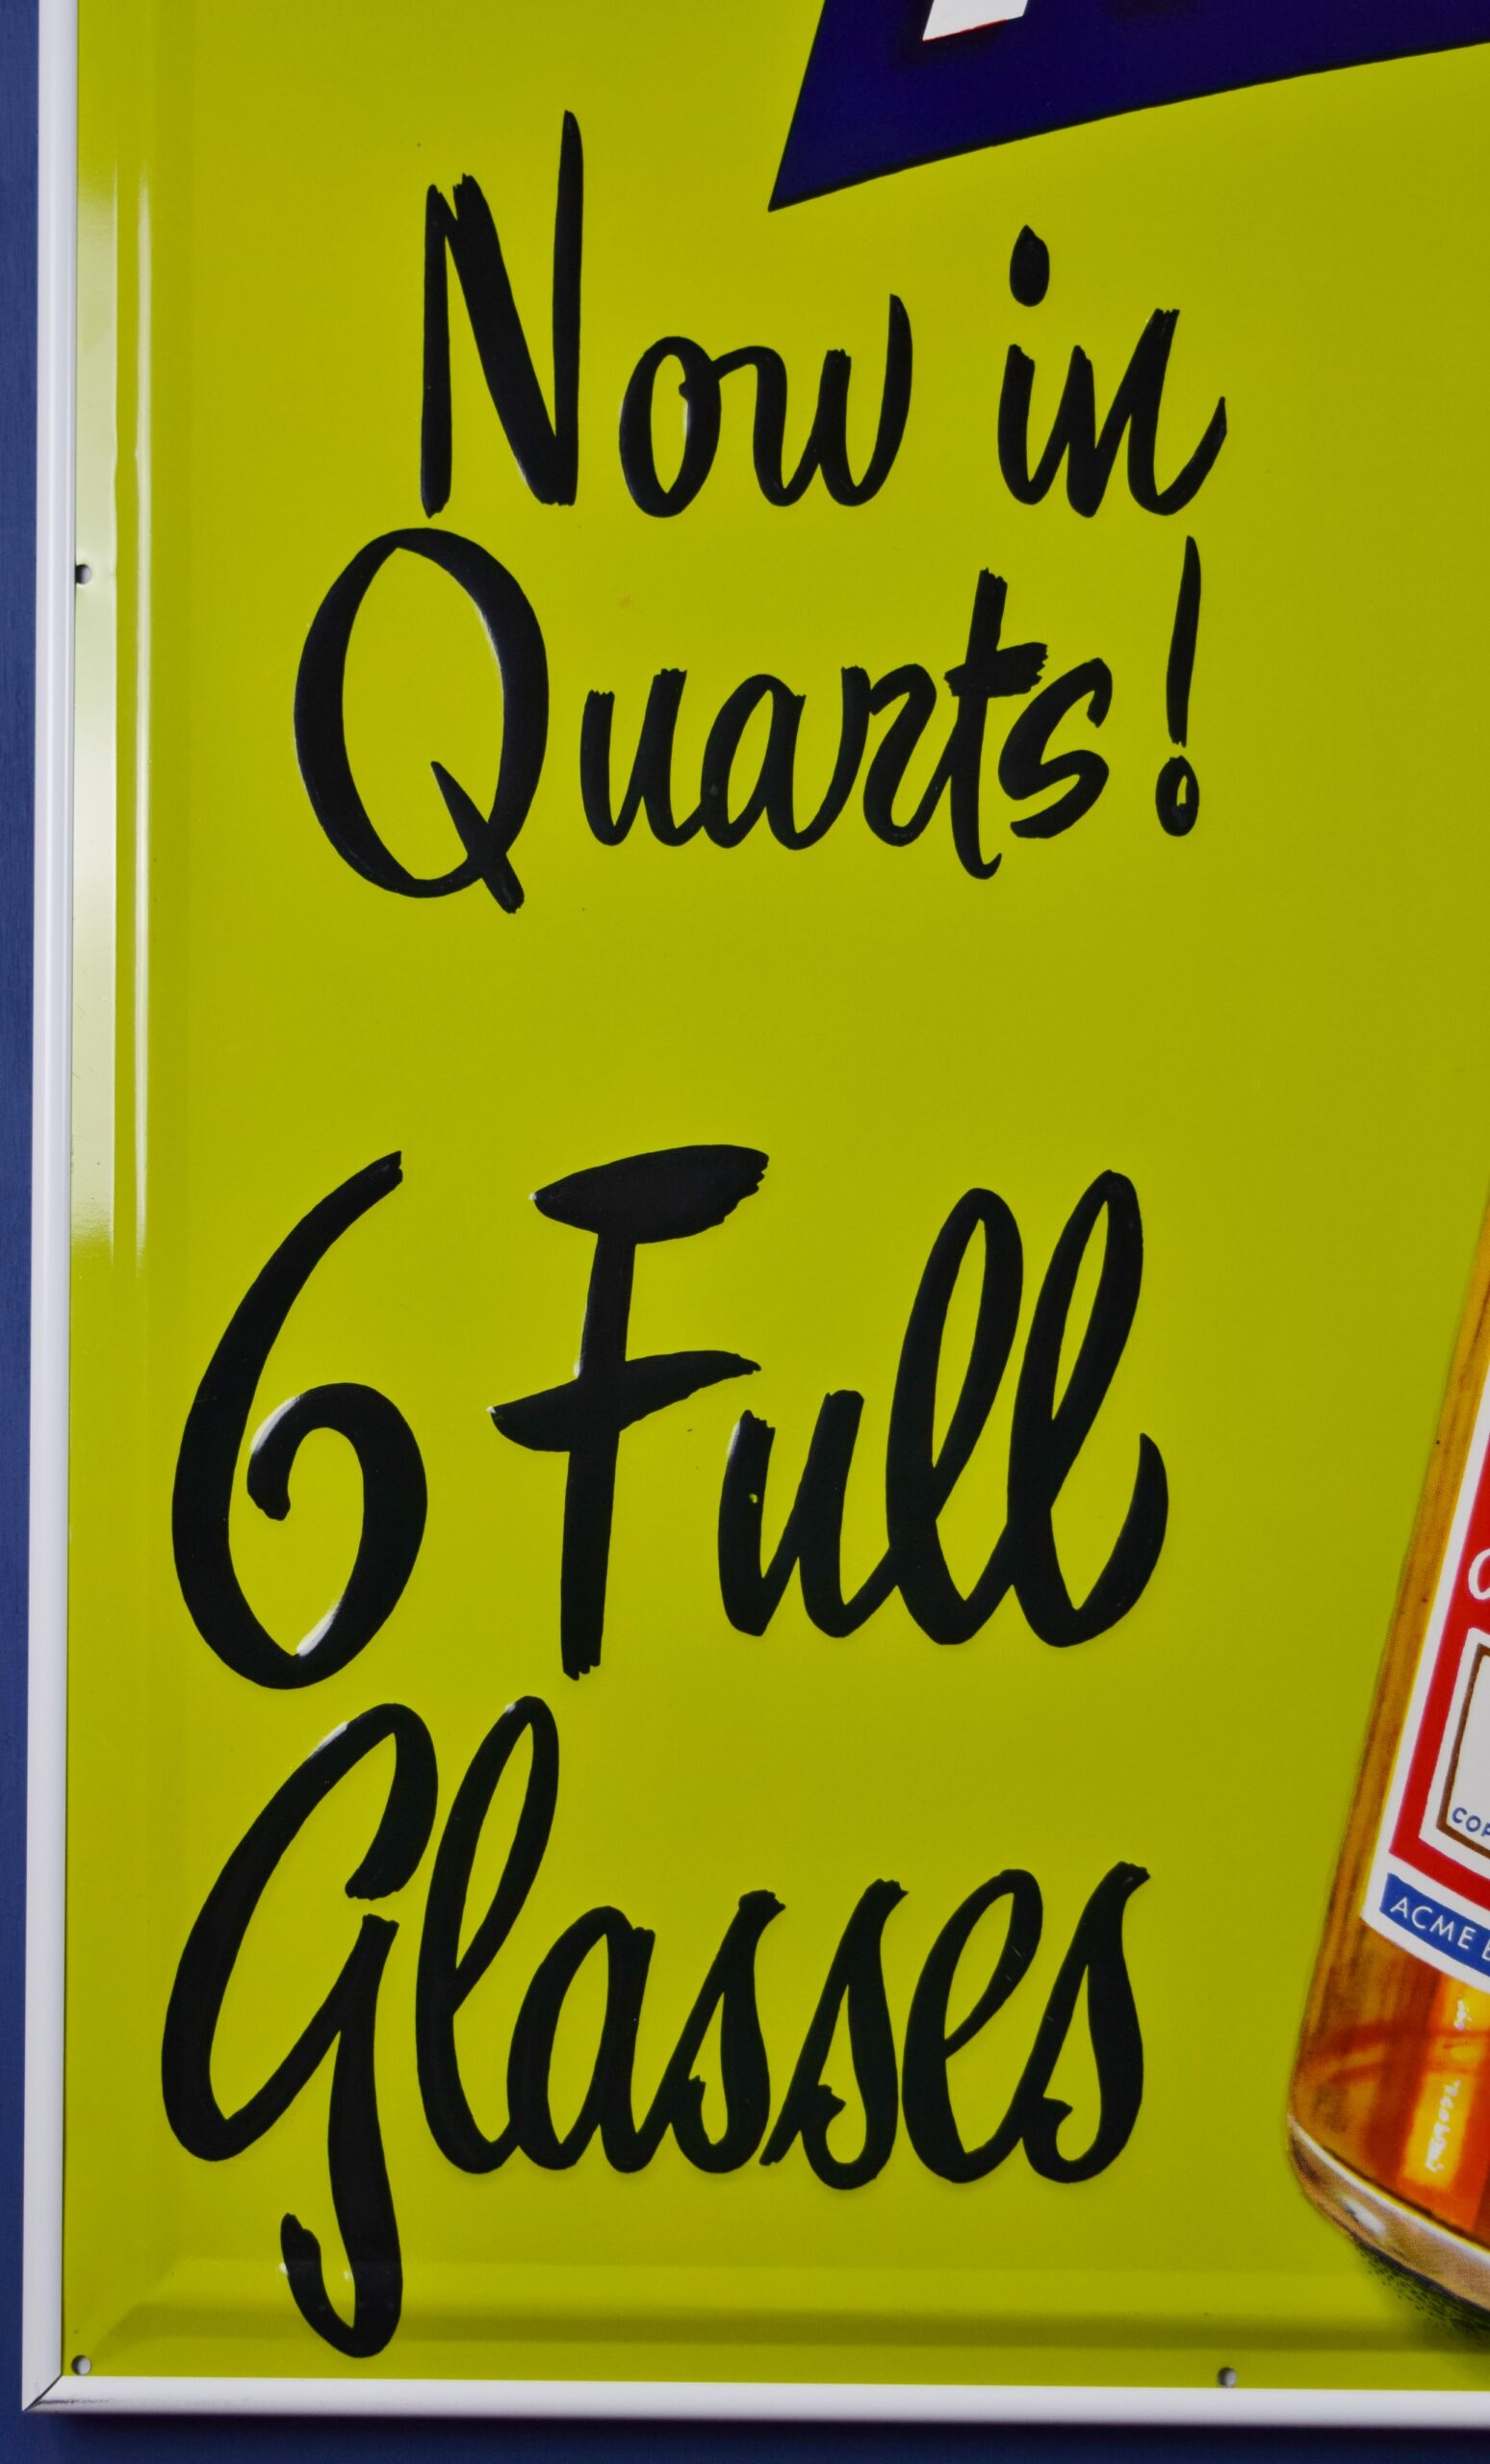 Now in
Quarts!
6 Full
Glasses
ACME